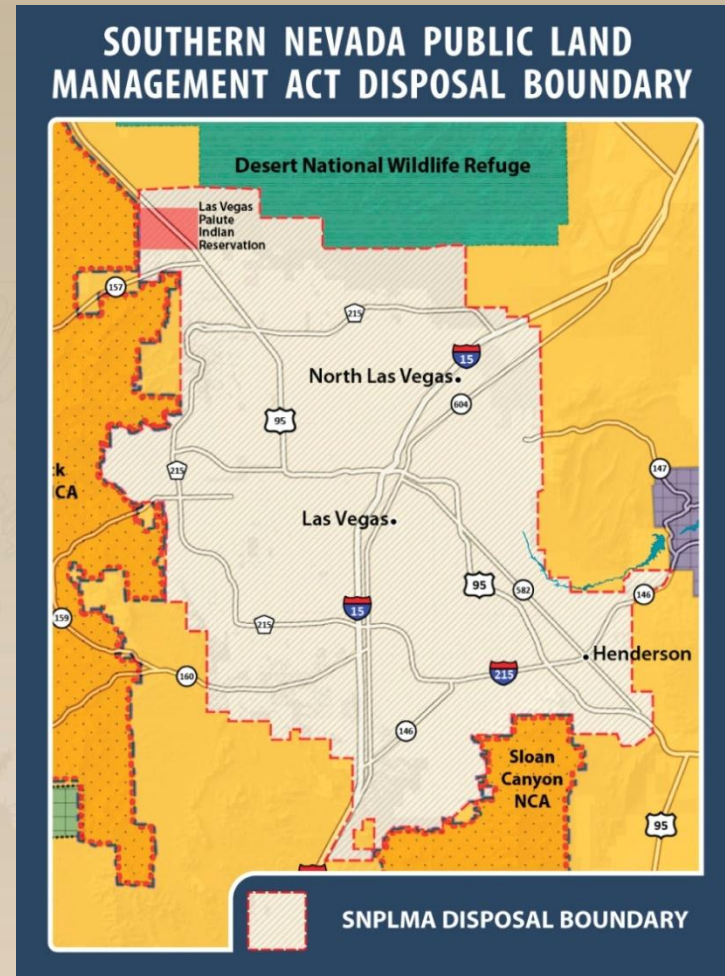 SOUTHERN NEVADA PUBLIC LAND
MANAGEMENT ACT DISPOSAL BOUNDARY
Desert National Wildlife Refuge
Las Vegas
Paiute
Indian
Reservation
157
215
15
North Las Vegas
604
95
215
147
CA
Las Vegas
95
582
15
146
159
215
Henderson
160
215
146
Sloan
Canyon
NCA
95
SNPLMA DISPOSAL BOUNDARY